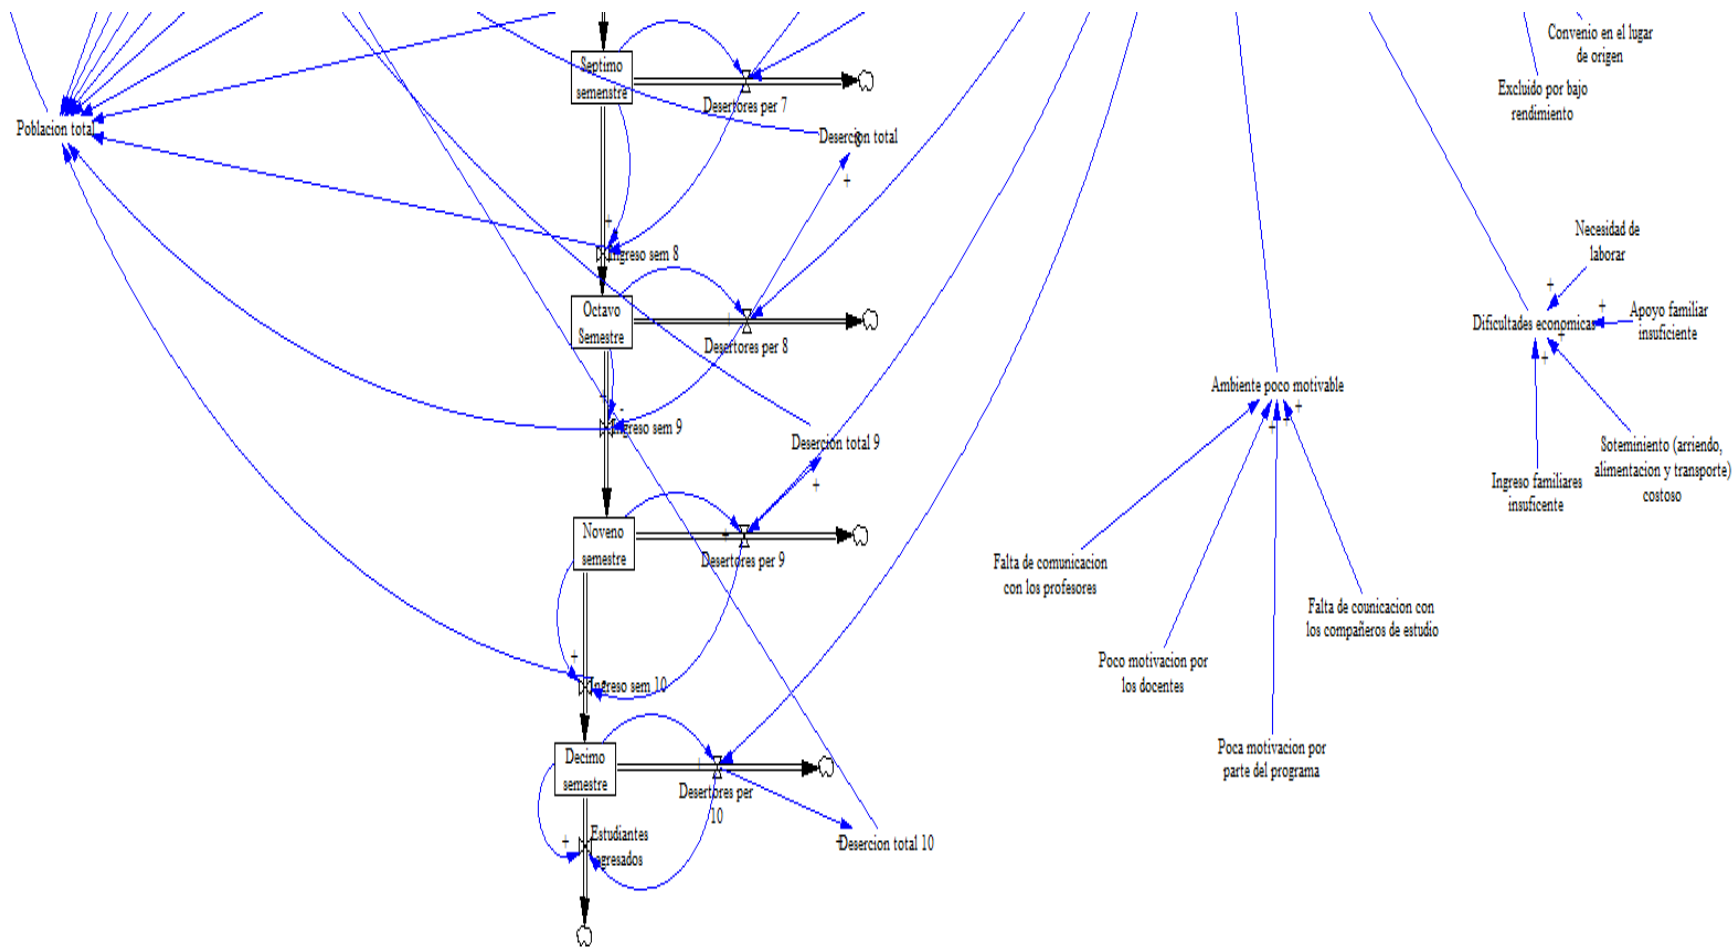 Convenio en el lugar
de origen
Septimo
semenstre
Desertores per 7
Excluido por bajo
rendimiento
Poblacion total
Desercion total
8
+
+
Ingreso sem 8
Necesidad de
laborar
+
+
Apoyo familiar
insuficiente
Octavo
Semestre
+
Desertores per 8
Dificultades economicas
+
+
Ambiente poco motivable
+
-
Ingreso sem 9
+
+
+
Desercion total 9
+
Soteminiento (arriendo,
alimentacion y transporte)
costoso
Ingreso familiares
insuficente
Noveno
semestre
+
Desertores per 9
Falta de comunicacion
con los profesores
Falta de counicacion con
los compañeros de estudio
+
Ingreso sem 10
Poco motivacion por
los docentes
Decimo
semestre
+
Desertores per
10
Poca motivacion por
parte del programa
+
Estudiantes
egresados
+
Desercion total 10